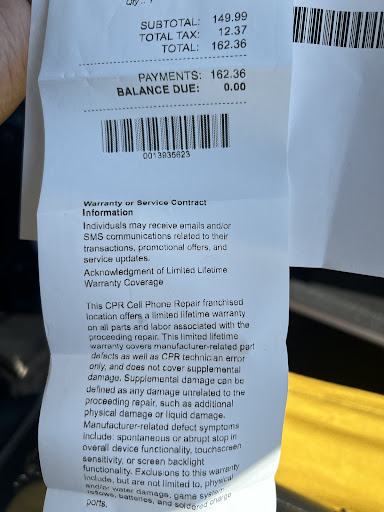 Qty : 1
SUBTOTAL: 149.99
TOTAL TAX: 12.37
TOTAL: 162.36
PAYMENTS: 162.36
BALANCE DUE: 0.00
0013935623
Warranty or Service Contract
Information
Individuals may receive emails and/or
SMS communications related to their
transactions, promotional offers, and
service updates.
Acknowledgment of Limited Lifetime
Warranty Coverage
This CPR Cell Phone Repair franchised
location offers a limited lifetime warranty
on all parts and labor associated with the
proceeding repair. This limited lifetime
warranty covers manufacturer-related part
defects as well as CPR technician error
only, and does not cover supplemental
damage. Supplemental damage can be
defined as any damage unrelated to the
proceeding repair, such as additional
physical damage or liquid damage.
Manufacturer-related defect symptoms
include: spontaneous or abrupt stop in
overall device functionality, touchscreen
sensitivity, or screen backlight
functionality. Exclusions to this warranty
include, but are not limited to, physical
and/or water damage, game system
batteries, and soldered charge
ports.